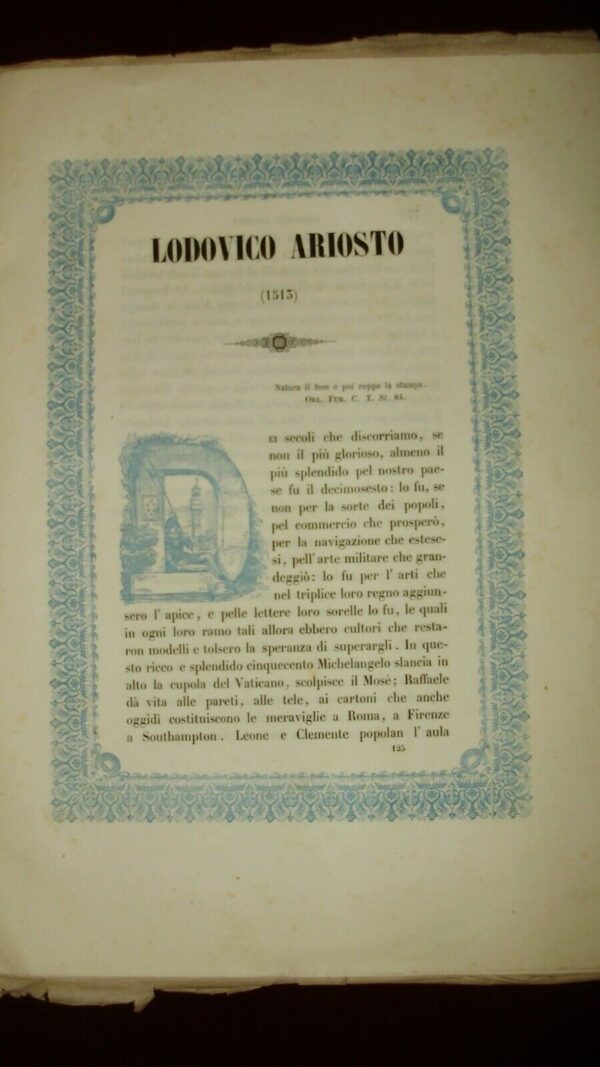 LODOVICO ARIOSTO
(1515)
Natura il fece e poi ruppe la stampa.
ORL. FUR. C. X. St. 84.
DEI secoli che discorriamo, se
non il più glorioso, almeno il
più splendido pel nostro pae-
se fu il decimosesto: lo fu, se
non per la sorte dei popoli,
pel commercio che prosperò,
per la navigazione che estese-
si, pell'arte militare che gran-
deggiò: lo fu per l'arti che
nel triplice loro regno aggiun-
sero l'apice, e pelle lettere loro sorelle lo fu, le quali
in ogni loro ramo tali allora ebbero cultori che resta-
ron modelli e tolsero la speranza di superargli. In que-
sto ricco e splendido cinquecento Michelangelo slancia in
alto la cupola del Vaticano, scolpisce il Mosè; Raffaele
dà vita alle pareti, alle tele, ai cartoni che anche
oggidì costituiscono le meraviglie a Roma, a Firenze
a Southampton. Leone e Clemente popolan l'aula
125